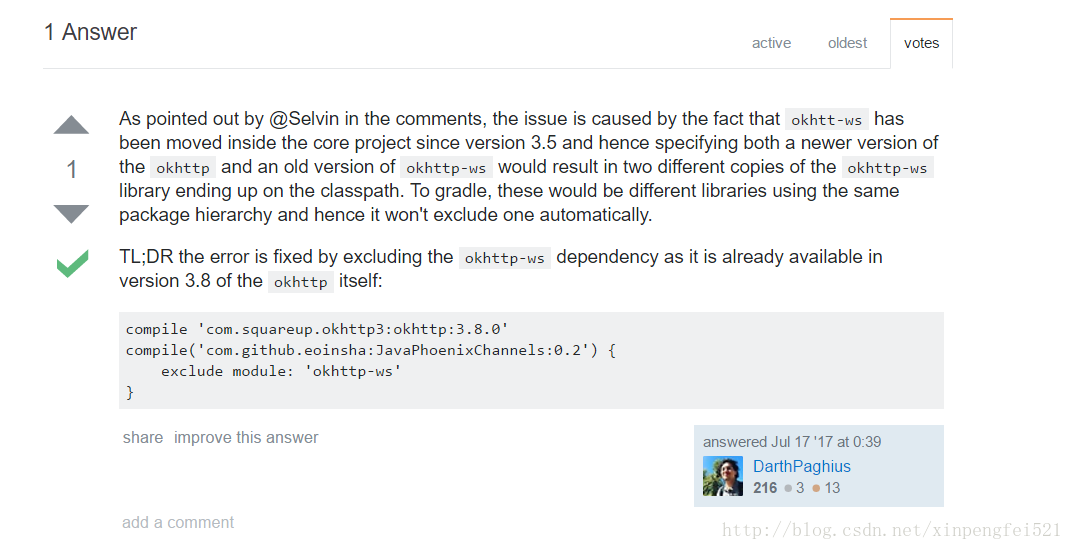 1 Answer
active oldest votes
As pointed out by @Selvin in the comments, the issue is caused by the fact that okhtt-ws has
been moved inside the core project since version 3.5 and hence specifying both a newer version of
1
the okhttp and an old version of okhttp-ws would result in two different copies of the okhttp-ws
library ending up on the classpath. To gradle, these would be different libraries using the same
package hierarchy and hence it won't exclude one automatically.
TL;DR the error is fixed by excluding the okhttp-ws dependency as it is already available in
version 3.8 of the okhttp itself:
compile 'com.squareup.okhttp3:okhttp:3.8.0'
compile('com.github.eoinsha:JavaPhoenixChannels:0.2') {
    exclude module: 'okhttp-ws'
}
share improve this answer
answered Jul 17 '17 at 0:39
DarthPaghius
216 3 13
add a comment
http://blog.csdn.net/xinpengfei521